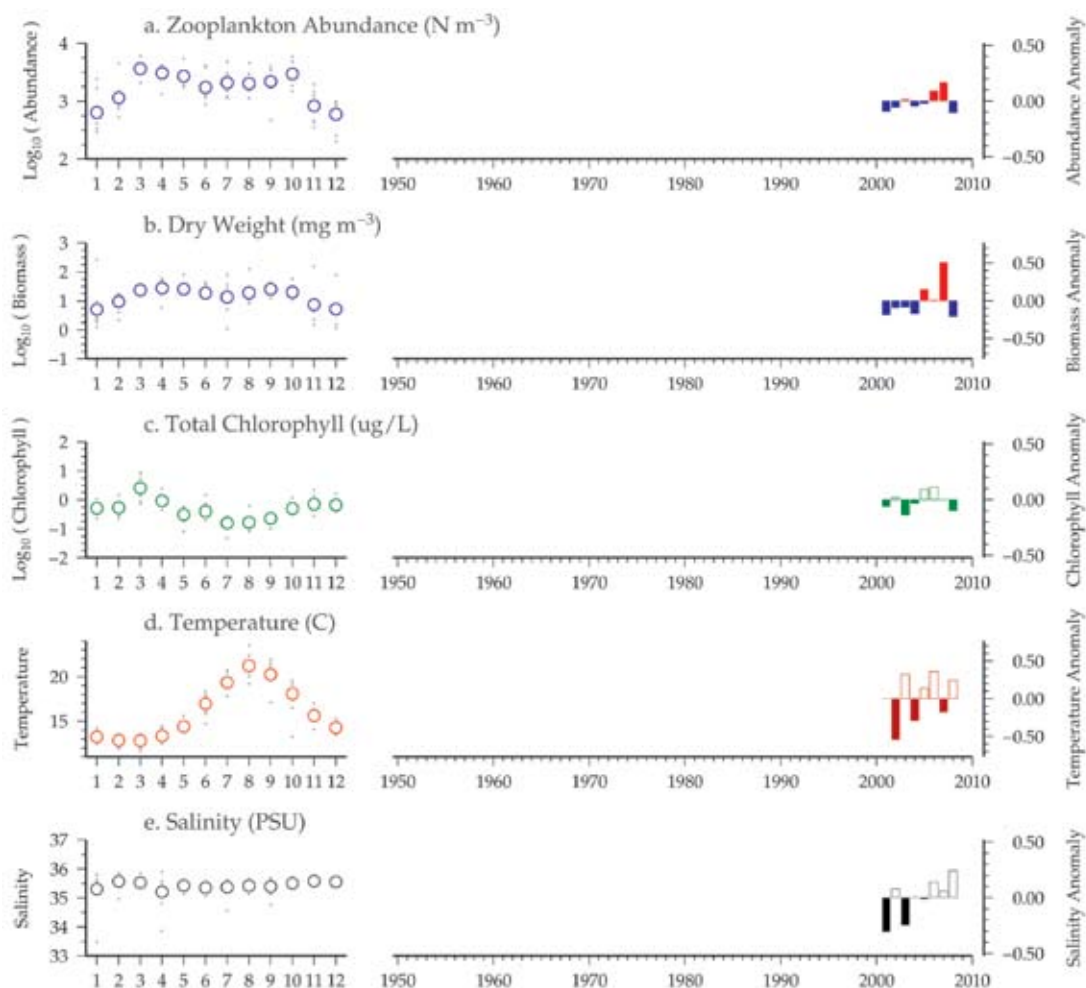 a. Zooplankton Abundance (N m⁻³)
Log₁₀ ( Abundance )
4
3
2
1 2 3 4 5 6 7 8 9 10 11 12
1950 1960 1970 1980 1990 2000 2010
0.50
0.00
−0.50
Abundance Anomaly
b. Dry Weight (mg m⁻³)
Log₁₀ ( Biomass )
3
2
1
0
−1
1 2 3 4 5 6 7 8 9 10 11 12
1950 1960 1970 1980 1990 2000 2010
0.50
0.00
−0.50
Biomass Anomaly
c. Total Chlorophyll (ug/L)
Log₁₀ ( Chlorophyll)
2
1
0
−1
−2
1 2 3 4 5 6 7 8 9 10 11 12
1950 1960 1970 1980 1990 2000 2010
0.50
0.00
−0.50
Chlorophyll Anomaly
d. Temperature (C)
Temperature
20
15
1 2 3 4 5 6 7 8 9 10 11 12
1950 1960 1970 1980 1990 2000 2010
0.50
0.00
−0.50
Temperature Anomaly
e. Salinity (PSU)
Salinity
37
36
35
34
33
1 2 3 4 5 6 7 8 9 10 11 12
1950 1960 1970 1980 1990 2000 2010
0.50
0.00
−0.50
Salinity Anomaly